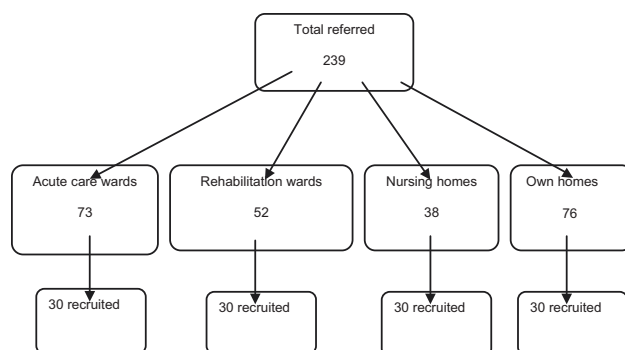 Total referred
239
Acute care wards
73
Rehabilitation wards
52
Nursing homes
38
Own homes
76
30 recruited
30 recruited
30 recruited
30 recruited